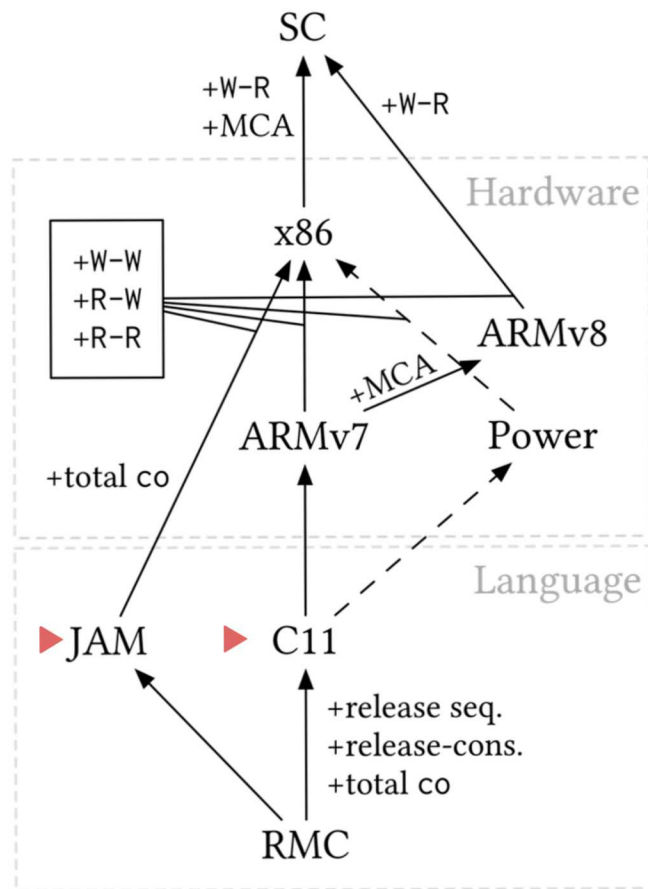 SC
+W-R
+MCA
+W-R
Hardware
x86
+W-W
+R-W
+R-R
ARMv8
+MCA
ARMv7
Power
+total co
Language
JAM
C11
+release seq.
+release-cons.
+total co
RMC